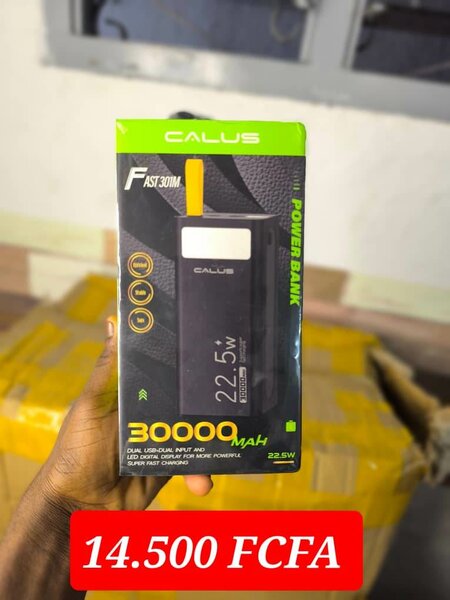 CALUS
FAST 301M
POWER BANK
CALUS
22.5W
30000mAh
30000MAH
DUAL USB+DUAL INPUT AND
LED DIGITAL DISPLAY FOR MORE POWERFUL
SUPER FAST CHARGING
22.5W
14.500 FCFA